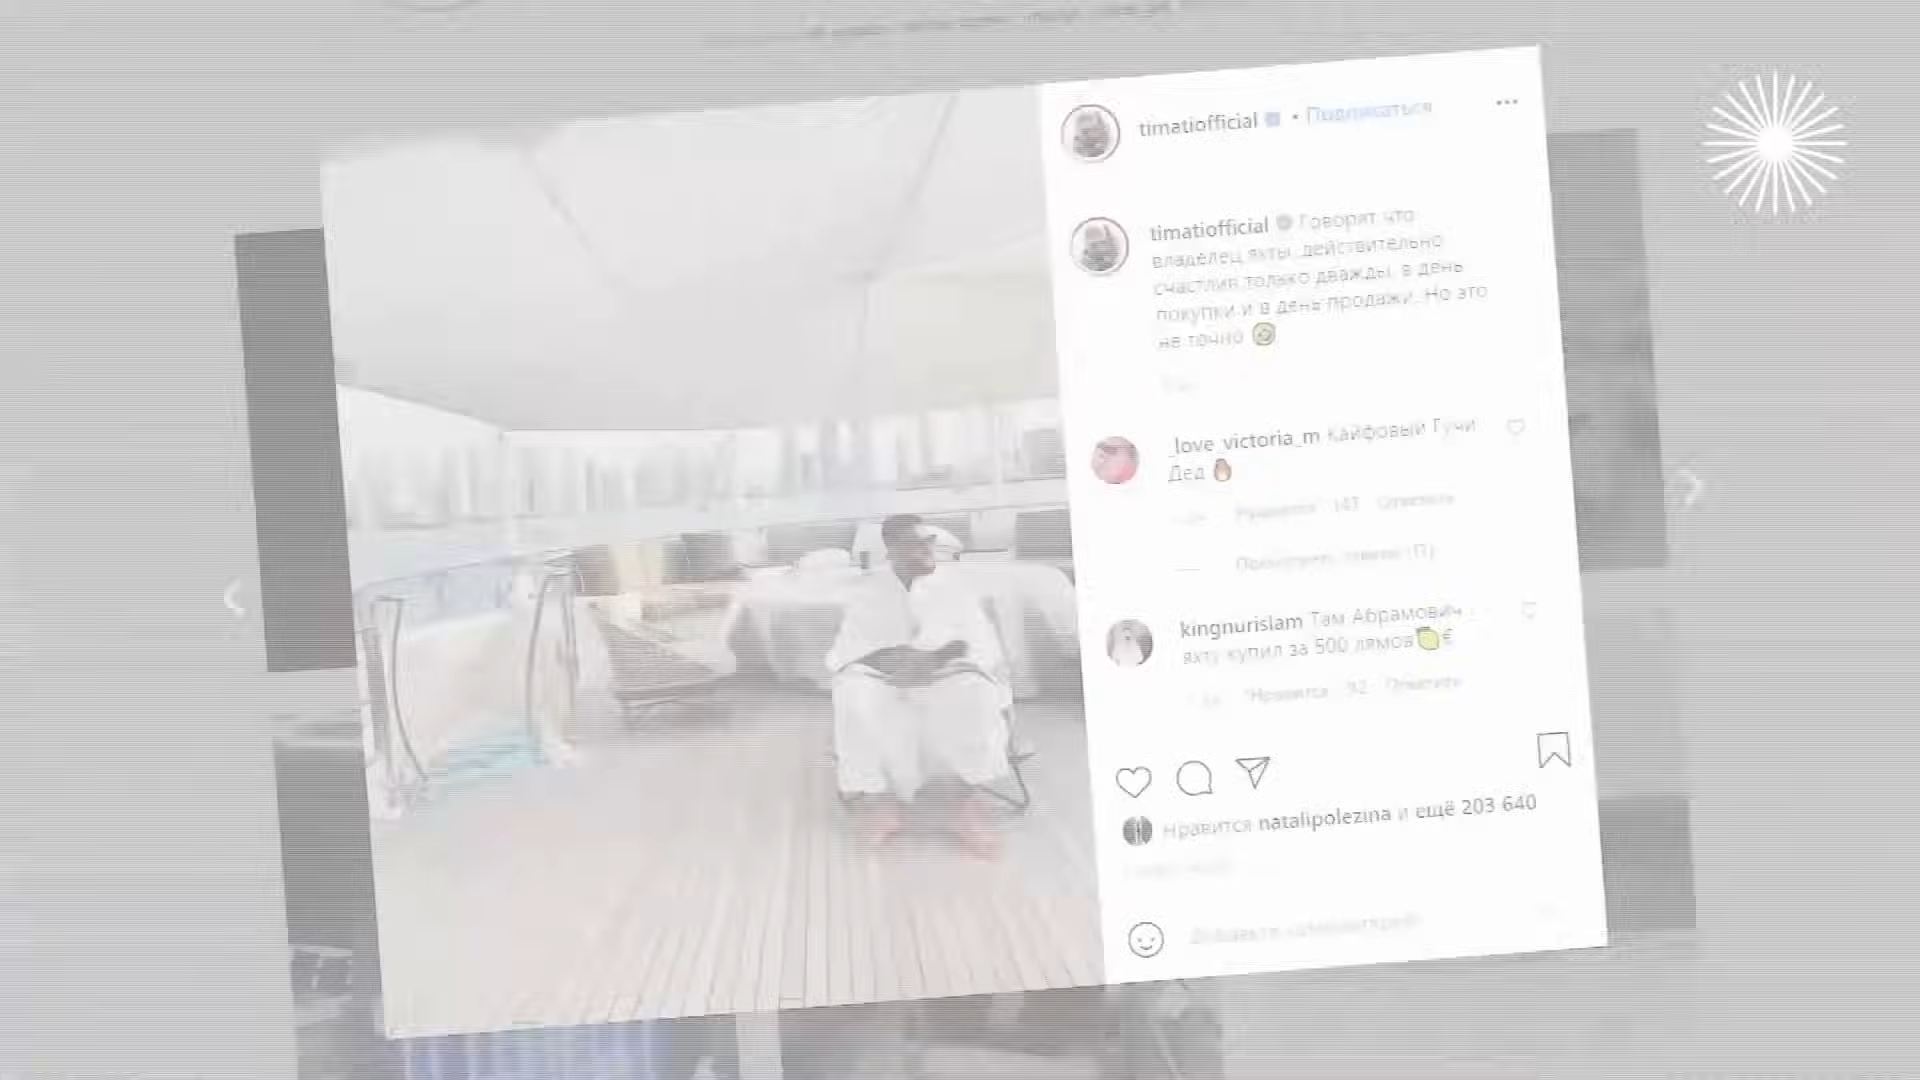 timatiofficial • Подписаться
timatiofficial Говорят что
владелец яхты, действительно
счастлив только дважды, в день
покупки и в день продажи. Но это
не точно
_love_victoria_m Кайфовый Гучи
Дед
147 Ответить
kingnurislam Там Абрамович
яхту купил за 500 лямов €
"Нравится": 92 Ответить
Нравится natalipolezina и ещё 203 640